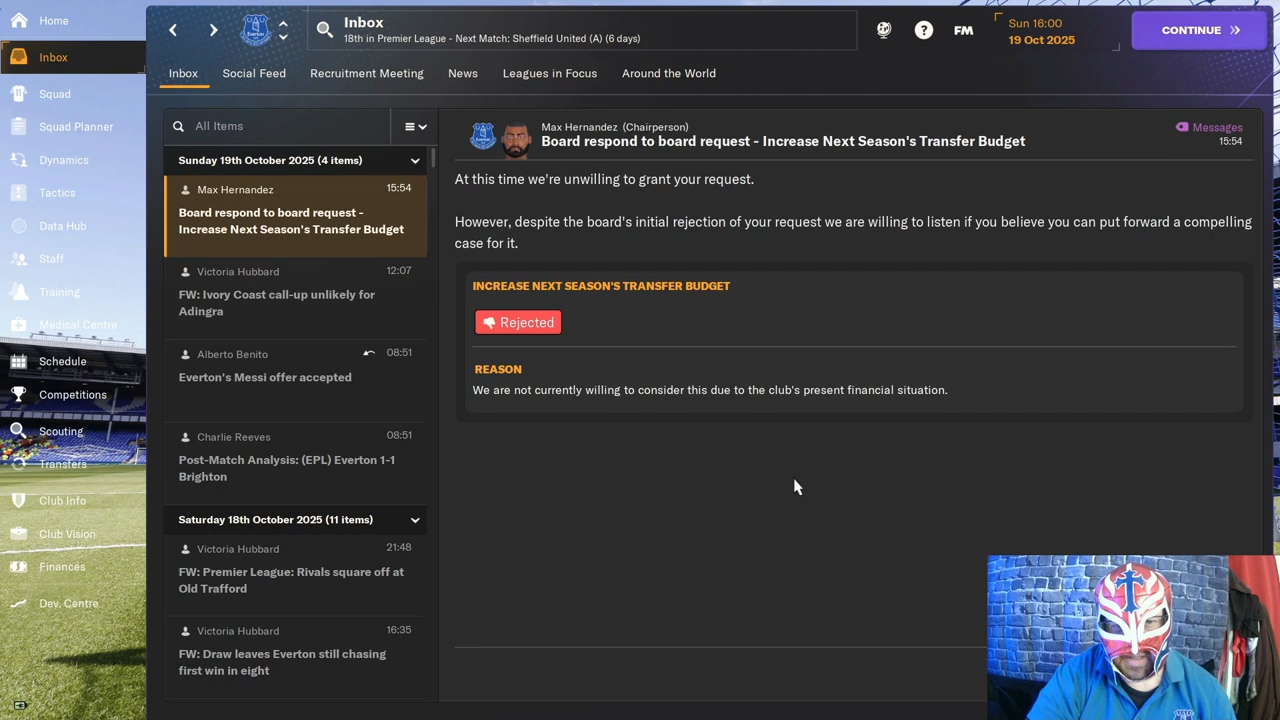 Home
Inbox
Squad
Squad Planner
Dynamics
Tactics
Data Hub
Staff
Training
Medical Centre
Schedule
Competitions
Scouting
Transfers
Club Info
Club Vision
Finances
Dev. Centre
Everton
Inbox
18th in Premier League - Next Match: Sheffield United (A) (6 days)
?
FM
Sun 16:00
19 Oct 2025
CONTINUE
Inbox
Social Feed
Recruitment Meeting
News
Leagues in Focus
Around the World
All Items
Sunday 19th October 2025 (4 items)
Max Hernandez
15:54
Board respond to board request -
Increase Next Season's Transfer Budget
Victoria Hubbard
12:07
FW: Ivory Coast call-up unlikely for
Adingra
Alberto Benito
08:51
Everton's Messi offer accepted
Charlie Reeves
08:51
Post-Match Analysis: (EPL) Everton 1-1
Brighton
Saturday 18th October 2025 (11 items)
Victoria Hubbard
21:48
FW: Premier League: Rivals square off at
Old Trafford
Victoria Hubbard
16:35
FW: Draw leaves Everton still chasing
first win in eight
Max Hernandez (Chairperson)
Board respond to board request - Increase Next Season's Transfer Budget
Messages
15:54
At this time we're unwilling to grant your request.
However, despite the board's initial rejection of your request we are willing to listen if you believe you can put forward a compelling
case for it.
INCREASE NEXT SEASON'S TRANSFER BUDGET
Rejected
REASON
We are not currently willing to consider this due to the club's present financial situation.